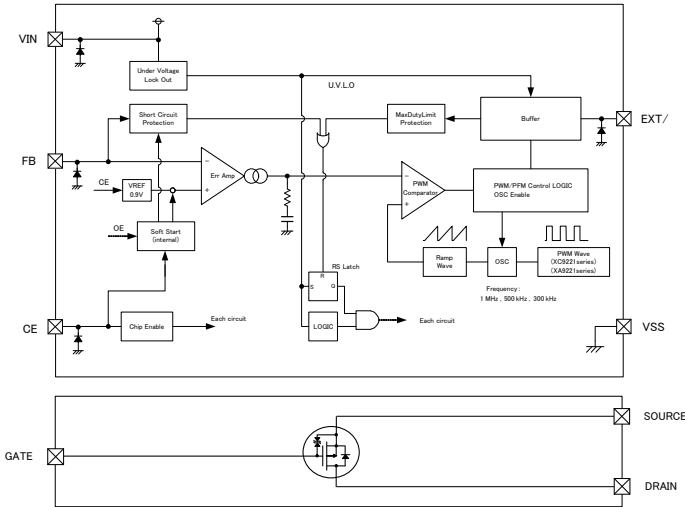 VIN
Under Voltage
Lock Out
U.V.L.O
Short Circuit
Protection
MaxDutyLimit
Protection
Buffer
EXT/
FB
CE
VREF
0.9V
−
+
Err Amp
−
+
PWM
Comparator
PWM/PFM Control LOGIC
OSC Enable
OE
Soft Start
(internal)
Ramp
Wave
OSC
PWM Wave
(XC9221series)
(XA9221series)
RS Latch
R
S
Q
Frequency:
1 MHz , 500 kHz , 300 kHz
CE
Chip Enable
Each circuit
LOGIC
Each circuit
VSS
SOURCE
GATE
DRAIN